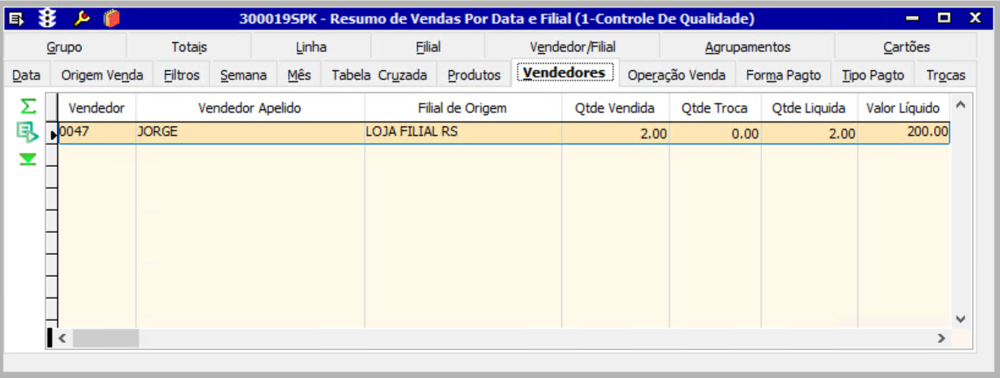 300019SPK - Resumo de Vendas Por Data e Filial (1-Controle De Qualidade)
Grupo Totais Linha Filial Vendedor/Filial Agrupamentos Cartões
Data Origem Venda Filtros Semana Mês Tabela Cruzada Produtos Vendedores Operação Venda Forma Pagto Tipo Pagto Trocas
Vendedor Vendedor Apelido Filial de Origem Qtde Vendida Qtde Troca Qtde Liquida Valor Líquido
0047 JORGE LOJA FILIAL RS 2.00 0.00 2.00 200.00